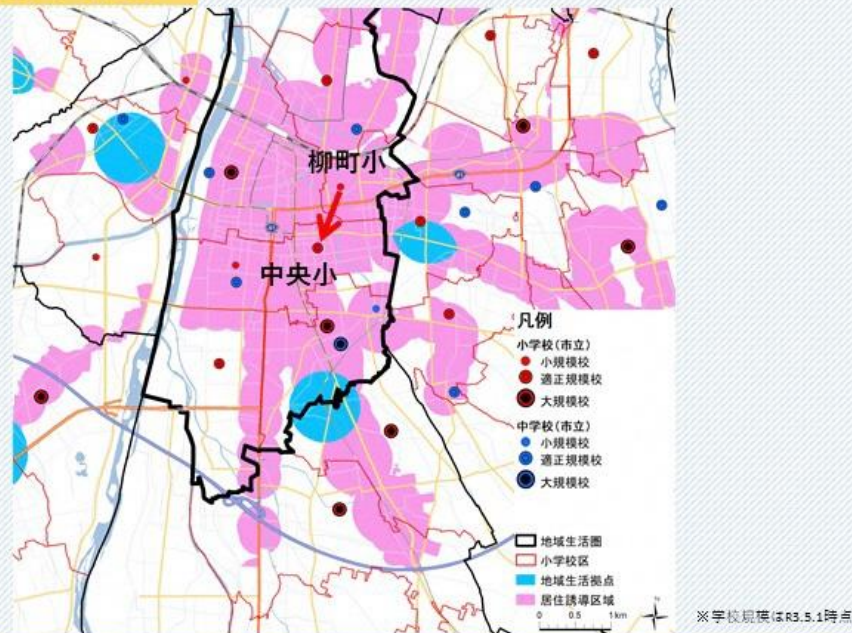 柳町小
中央小
凡例
小学校(市立)
小規模校
適正規模校
大規模校
中学校(市立)
小規模校
適正規模校
大規模校
地域生活圏
小学校区
地域生活拠点
居住誘導区域
0 0.5 1km
※学校規模はR3.5.1時点